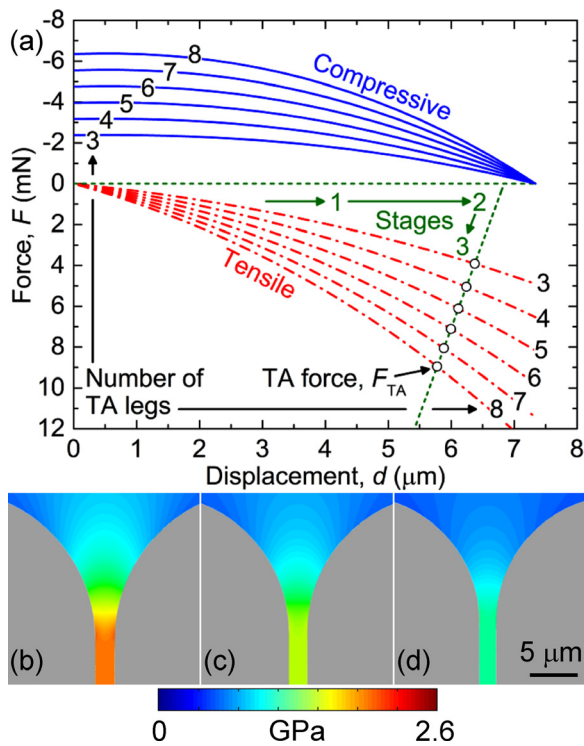 (a)
-8
-6
-4
-2
0
2
4
6
8
10
12
Force, F (mN)
8
7
6
5
4
3
Compressive
1
2
Stages
3
Tensile
3
4
5
6
7
8
Number of
TA legs
TA force, F_TA
0 1 2 3 4 5 6 7 8
Displacement, d (μm)
(b)
(c)
(d)
5 μm
0 GPa 2.6